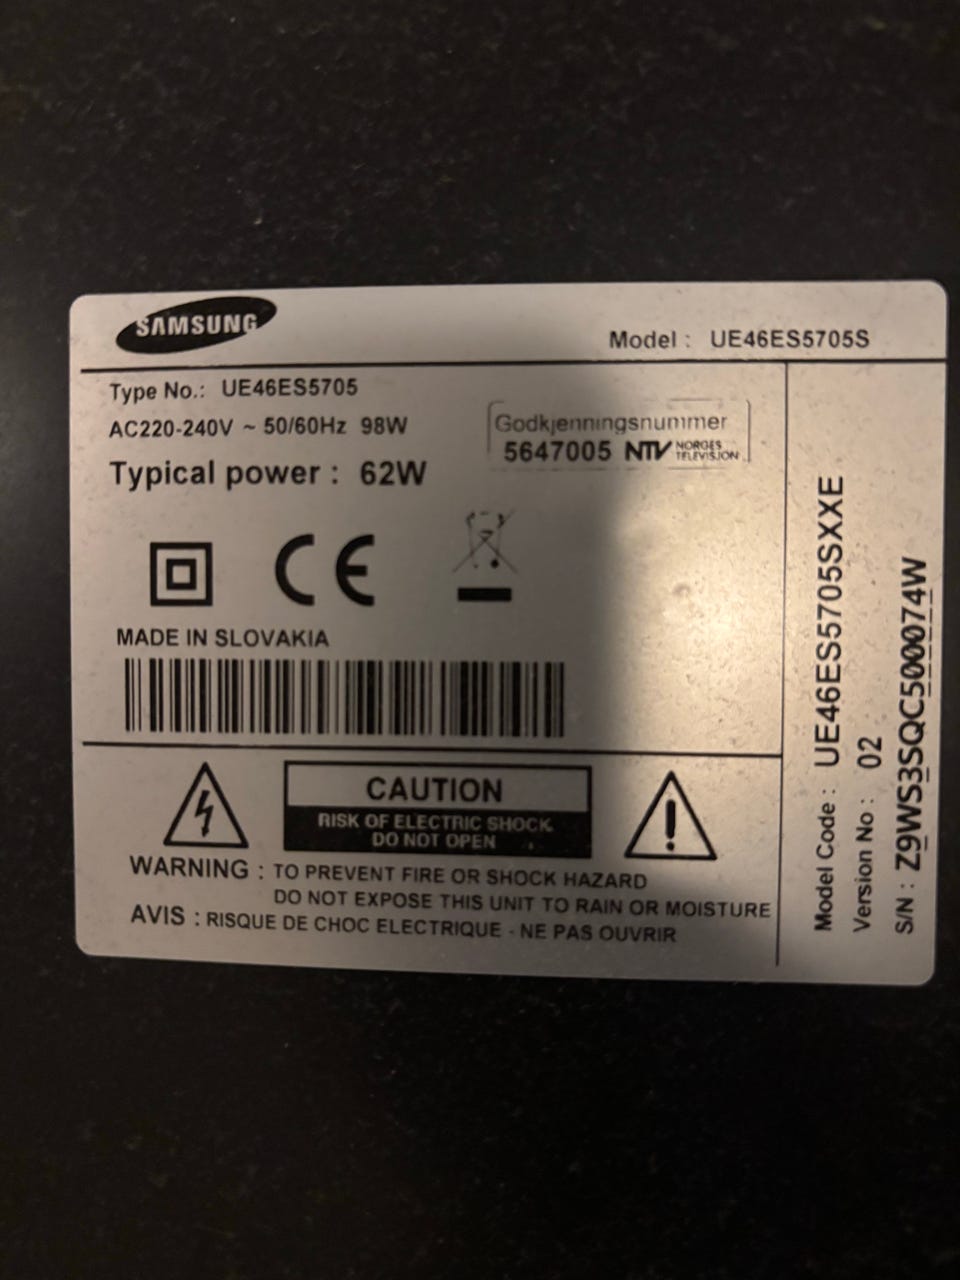 SAMSUNG
Model : UE46ES5705S
Type No.: UE46ES5705
AC220-240V ~ 50/60Hz 98W
Typical power : 62W
Godkjenningsnummer
5647005 NTV NORGES TELEVISJON
CE
MADE IN SLOVAKIA
CAUTION
RISK OF ELECTRIC SHOCK
DO NOT OPEN
WARNING : TO PREVENT FIRE OR SHOCK HAZARD
DO NOT EXPOSE THIS UNIT TO RAIN OR MOISTURE
AVIS : RISQUE DE CHOC ELECTRIQUE - NE PAS OUVRIR
Model Code : UE46ES5705SXXE
Version No : 02
S/N : Z9WS3SQC500074W